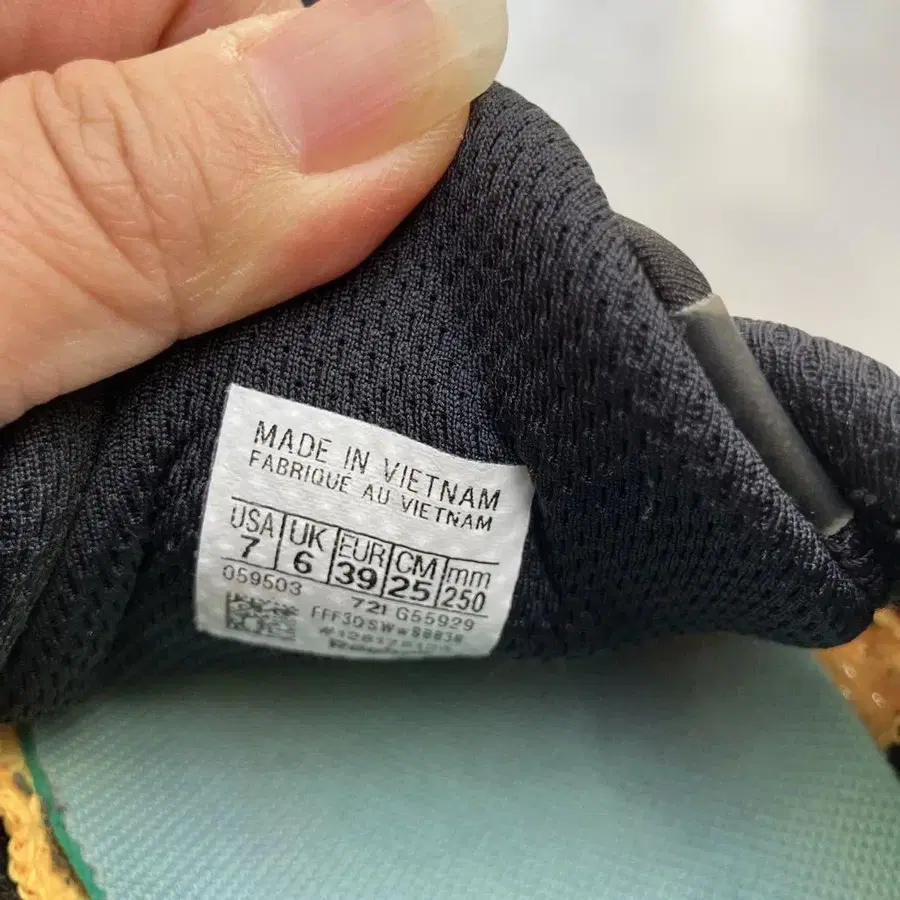 MADE IN VIETNAM
FABRIQUÉ AU VIETNAM
USA UK EUR CM mm
7 6 39 25 250
059503
721 G55929